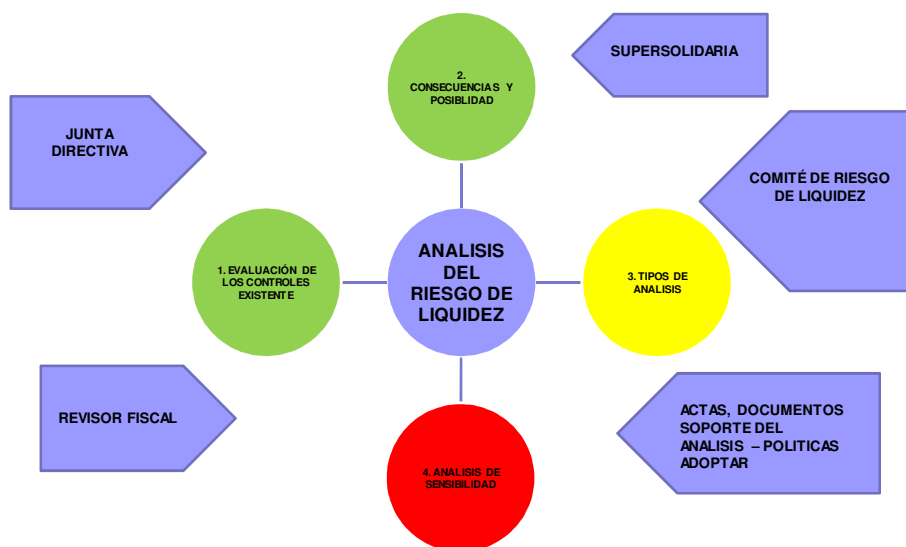 SUPERSOLIDARIA
2.
CONSECUENCIAS Y
POSIBLIDAD
JUNTA
DIRECTIVA
COMITÉ DE RIESGO
DE LIQUIDEZ
1. EVALUACIÓN DE
LOS CONTROLES
EXISTENTE
ANALISIS
DEL
RIESGO DE
LIQUIDEZ
3. TIPOS DE
ANALISIS
REVISOR FISCAL
ACTAS, DOCUMENTOS
SOPORTE DEL
ANALISIS – POLITICAS
ADOPTAR
4. ANALISIS DE
SENSIBILIDAD